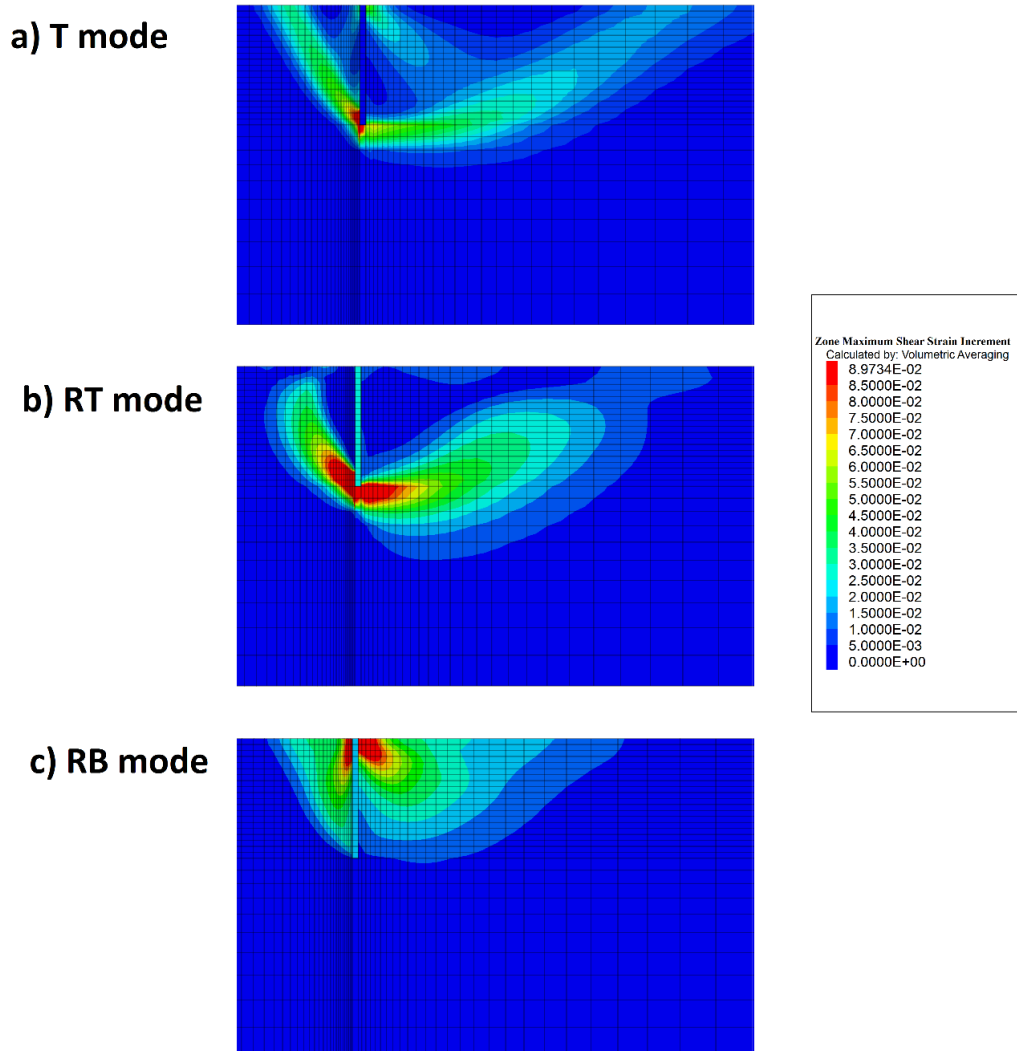 a) T mode
b) RT mode
c) RB mode
Zone Maximum Shear Strain Increment
Calculated by: Volumetric Averaging
8.9734E-02
8.5000E-02
8.0000E-02
7.5000E-02
7.0000E-02
6.5000E-02
6.0000E-02
5.5000E-02
5.0000E-02
4.5000E-02
4.0000E-02
3.5000E-02
3.0000E-02
2.5000E-02
2.0000E-02
1.5000E-02
1.0000E-02
5.0000E-03
0.0000E+00